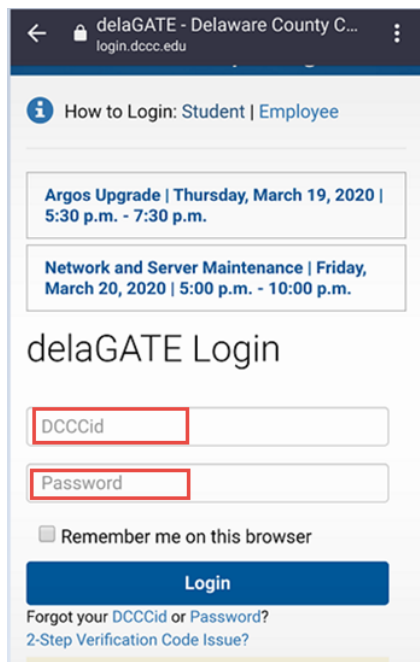 delaGATE - Delaware County C...
login.dccc.edu
How to Login: Student | Employee
Argos Upgrade | Thursday, March 19, 2020 |
5:30 p.m. - 7:30 p.m.
Network and Server Maintenance | Friday,
March 20, 2020 | 5:00 p.m. - 10:00 p.m.
delaGATE Login
DCCCid
Password
Remember me on this browser
Login
Forgot your DCCCid or Password?
2-Step Verification Code Issue?